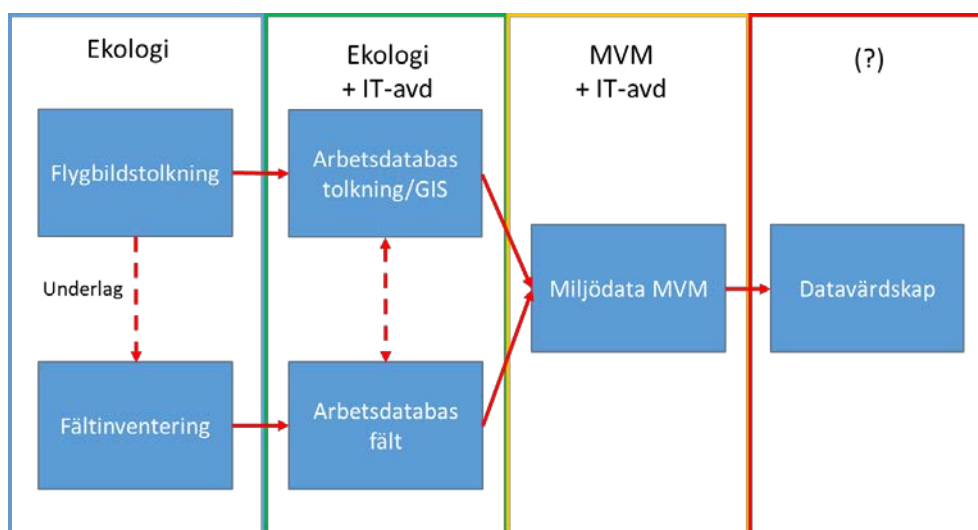 Ekologi
Ekologi
+ IT-avd
MVM
+ IT-avd
(?)
Flygbildstolkning
Arbetsdatabas
tolkning/GIS
Underlag
Miljödata MVM
Datavärdskap
Fältinventering
Arbetsdatabas
fält